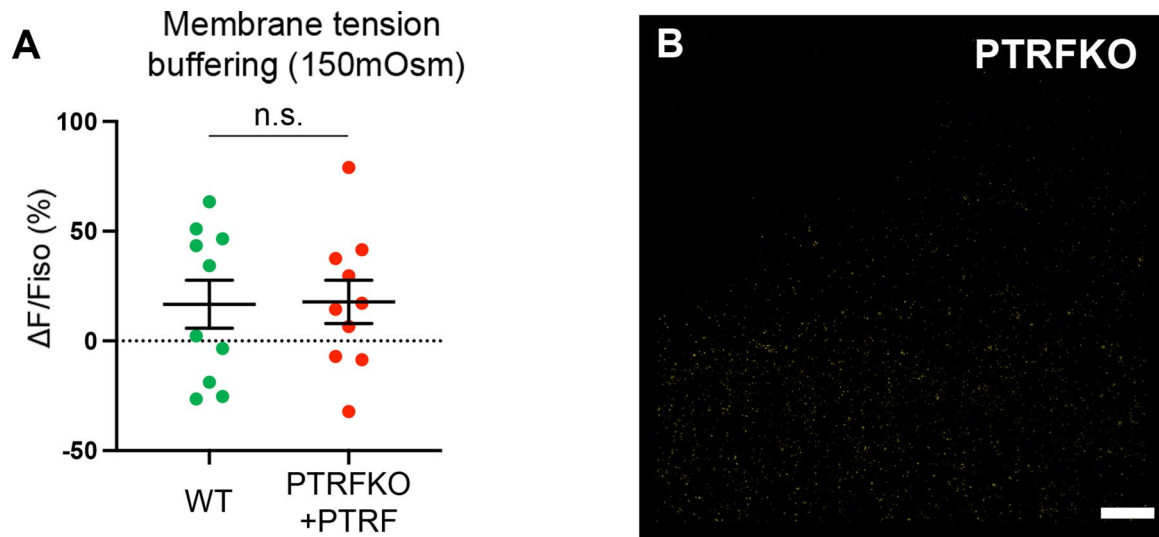 A
Membrane tension
buffering (150mOsm)
n.s.
100
50
0
-50
ΔF/Fiso (%)
WT
PTRFKO
+PTRF
B
PTRFKO